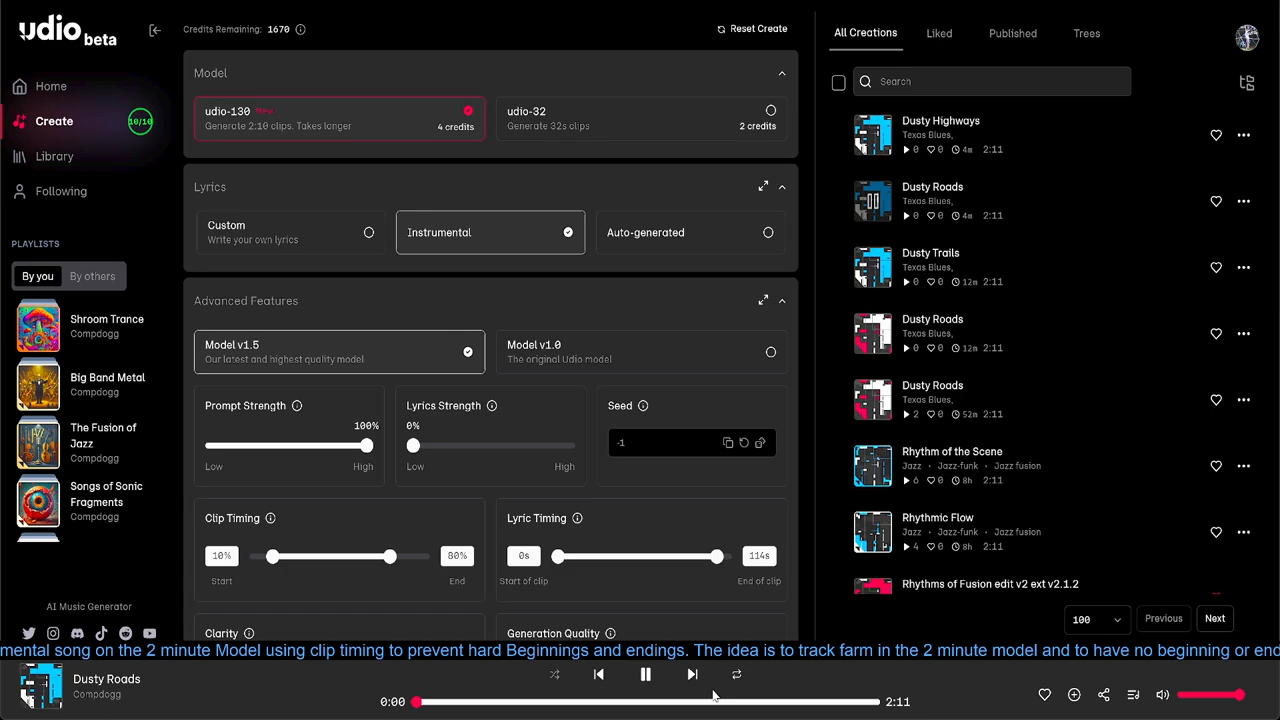 udio beta
Home
Create
10/10
Library
Following
PLAYLISTS
By you
By others
Shroom Trance
Compdogg
Big Band Metal
Compdogg
The Fusion of
Jazz
Compdogg
Songs of Sonic
Fragments
Compdogg
AI Music Generator
Credits Remaining: 1670
Reset Create
Model
udio-130 New
Generate 2:10 clips. Takes longer
4 credits
udio-32
Generate 32s clips
2 credits
Lyrics
Custom
Write your own lyrics
Instrumental
Auto-generated
Advanced Features
Model v1.5
Our latest and highest quality model
Model v1.0
The original Udio model
Prompt Strength
100%
Low High
Lyrics Strength
0%
Low High
Seed
-1
Clip Timing
10% 80%
Start End
Lyric Timing
0s 114s
Start of clip End of clip
Clarity
Generation Quality
All Creations
Liked
Published
Trees
Search
Dusty Highways
Texas Blues,
0 0 4m 2:11
Dusty Roads
Texas Blues,
0 0 4m 2:11
Dusty Trails
Texas Blues,
0 0 12m 2:11
Dusty Roads
Texas Blues,
0 0 12m 2:11
Dusty Roads
Texas Blues,
2 0 52m 2:11
Rhythm of the Scene
Jazz · Jazz-funk · Jazz fusion
6 0 8h 2:11
Rhythmic Flow
Jazz · Jazz-funk · Jazz fusion
4 0 8h 2:11
Rhythms of Fusion edit v2 ext v2.1.2
100
Previous
Next
mental song on the 2 minute Model using clip timing to prevent hard Beginnings and endings. The idea is to track farm in the 2 minute model and to have no beginning or end
Dusty Roads
Compdogg
0:00
2:11